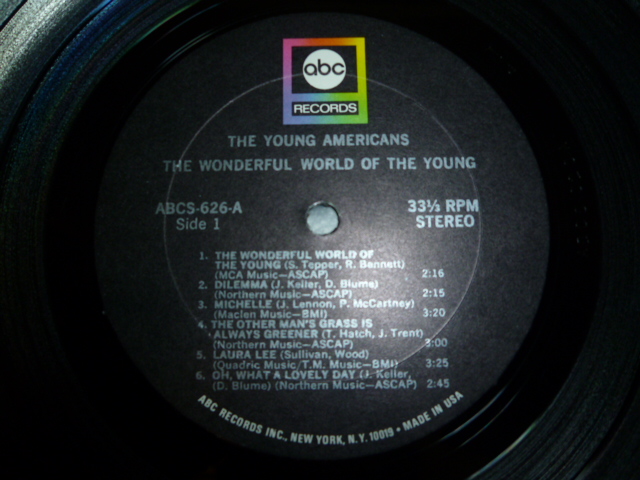 abc
RECORDS
THE YOUNG AMERICANS
THE WONDERFUL WORLD OF THE YOUNG
ABCS-626-A
Side 1
33⅓ RPM
STEREO
1. THE WONDERFUL WORLD OF
THE YOUNG (S. Tepper, R. Bennett)
(MCA Music—ASCAP) 2:16
2. DILEMMA (J. Keller, D. Blume)
(Northern Music—ASCAP) 2:15
3. MICHELLE (J. Lennon, P. McCartney)
(Maclen Music—BMI) 3:20
4. THE OTHER MAN'S GRASS IS
ALWAYS GREENER (T. Hatch, J. Trent)
(Northern Music—ASCAP) 3:00
5. LAURA LEE (Sullivan, Wood)
(Quadric Music/T.M. Music—BMI) 3:25
6. OH, WHAT A LOVELY DAY (J. Keller,
D. Blume) (Northern Music—ASCAP) 2:45
ABC RECORDS INC., NEW YORK, N.Y. 10019 • MADE IN USA